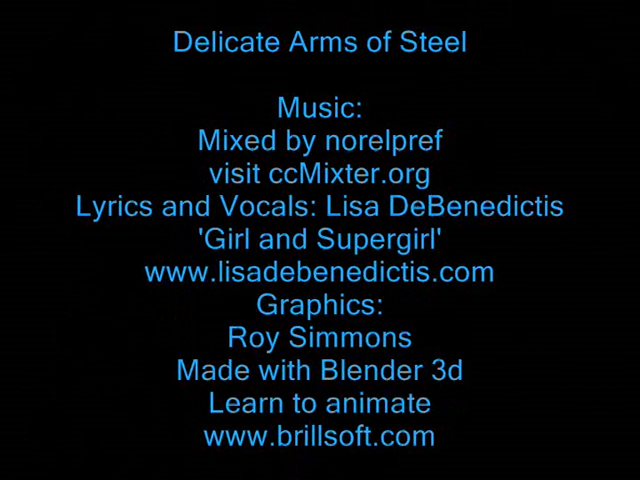 Delicate Arms of Steel
Music:
Mixed by norelpref
visit ccMixter.org
Lyrics and Vocals: Lisa DeBenedictis
'Girl and Supergirl'
www.lisadebenedictis.com
Graphics:
Roy Simmons
Made with Blender 3d
Learn to animate
www.brillsoft.com